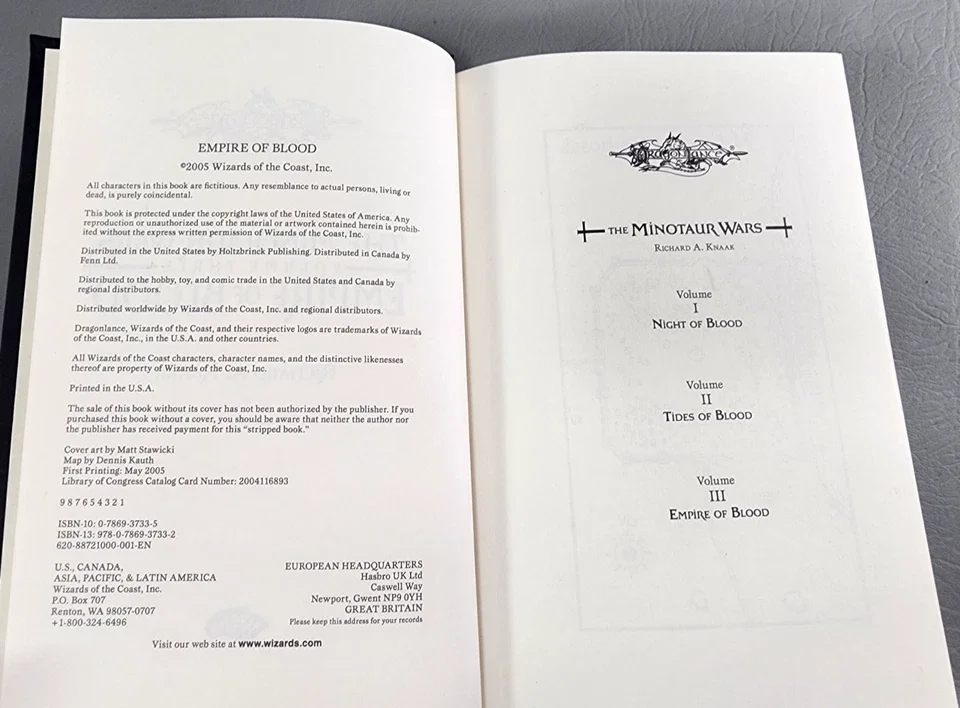 EMPIRE OF BLOOD
©2005 Wizards of the Coast, Inc.
All characters in this book are fictitious. Any resemblance to actual persons, living or
dead, is purely coincidental.
This book is protected under the copyright laws of the United States of America. Any
reproduction or unauthorized use of the material or artwork contained herein is prohib-
ited without the express written permission of Wizards of the Coast, Inc.
Distributed in the United States by Holtzbrinck Publishing. Distributed in Canada by
Fenn Ltd.
Distributed to the hobby, toy, and comic trade in the United States and Canada by
regional distributors.
Distributed worldwide by Wizards of the Coast, Inc. and regional distributors.
Dragonlance, Wizards of the Coast, and their respective logos are trademarks of Wizards
of the Coast, Inc., in the U.S.A. and other countries.
All Wizards of the Coast characters, character names, and the distinctive likenesses
thereof are property of Wizards of the Coast, Inc.
Printed in the U.S.A.
The sale of this book without its cover has not been authorized by the publisher. If you
purchased this book without a cover, you should be aware that neither the author nor
the publisher has received payment for this “stripped book.”
Cover art by Matt Stawicki
Map by Dennis Kauth
First Printing: May 2005
Library of Congress Catalog Card Number: 2004116893
9 8 7 6 5 4 3 2 1
ISBN-10: 0-7869-3733-5
ISBN-13: 978-0-7869-3733-2
620-88721000-001-EN
U.S., CANADA,
ASIA, PACIFIC, & LATIN AMERICA
Wizards of the Coast, Inc.
P.O. Box 707
Renton, WA 98057-0707
+1-800-324-6496
EUROPEAN HEADQUARTERS
Hasbro UK Ltd
Caswell Way
Newport, Gwent NP9 0YH
GREAT BRITAIN
Please keep this address for your records
Visit our web site at www.wizards.com
DRAGONLANCE®
THE MINOTAUR WARS
RICHARD A. KNAAK
Volume
I
NIGHT OF BLOOD
Volume
II
TIDES OF BLOOD
Volume
III
EMPIRE OF BLOOD